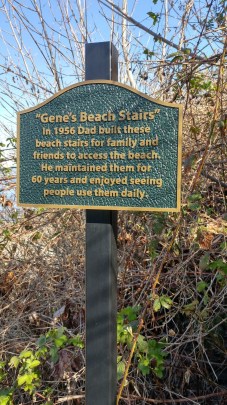 "Gene's Beach Stairs"
In 1956 Dad built these
beach stairs for family and
friends to access the beach.
He maintained them for
60 years and enjoyed seeing
people use them daily.